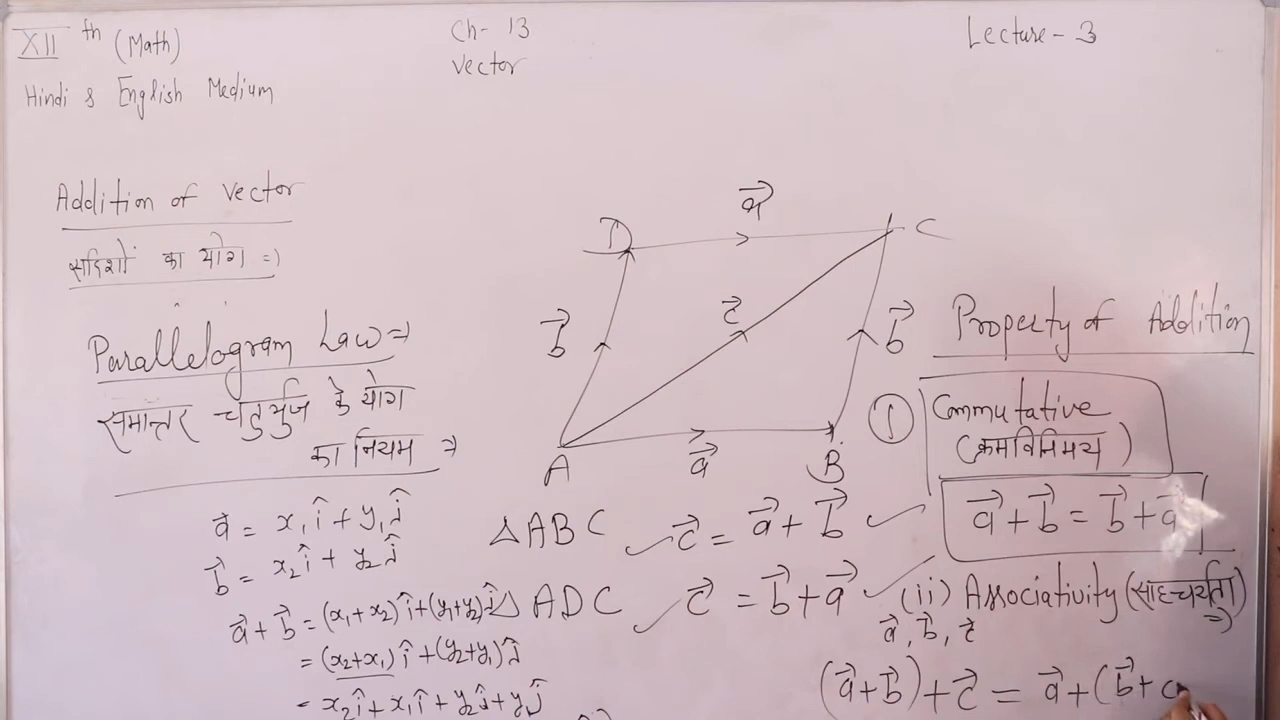 XII th (Math)
Hindi & English Medium
Ch- 13
Vector
Lecture - 3
Addition of vector
सदिशों का योग ⇒
Parallelogram Law ⇒
समान्तर चतुर्भुज के योग
का नियम ⇒
a⃗ = x₁î + y₁ĵ
b⃗ = x₂î + y₂ĵ
a⃗ + b⃗ = (x₁+x₂)î+(y₁+y₂)ĵ
= (x₂+x₁)î+(y₂+y₁)ĵ
= x₂î + x₁î + y₂ĵ + y₁ĵ
D
a⃗
C
b⃗
c⃗
b⃗
A
a⃗
B
△ABC ✓ c⃗ = a⃗ + b⃗ ✓
△ADC ✓ c⃗ = b⃗ + a⃗ ✓
Property of Addition
① Commutative
(क्रमविनिमय)
a⃗ + b⃗ = b⃗ + a⃗
(ii) Associativity (साहचर्यता) ⇒
a⃗, b⃗, c⃗
(a⃗ + b⃗) + c⃗ = a⃗ + (b⃗ + c